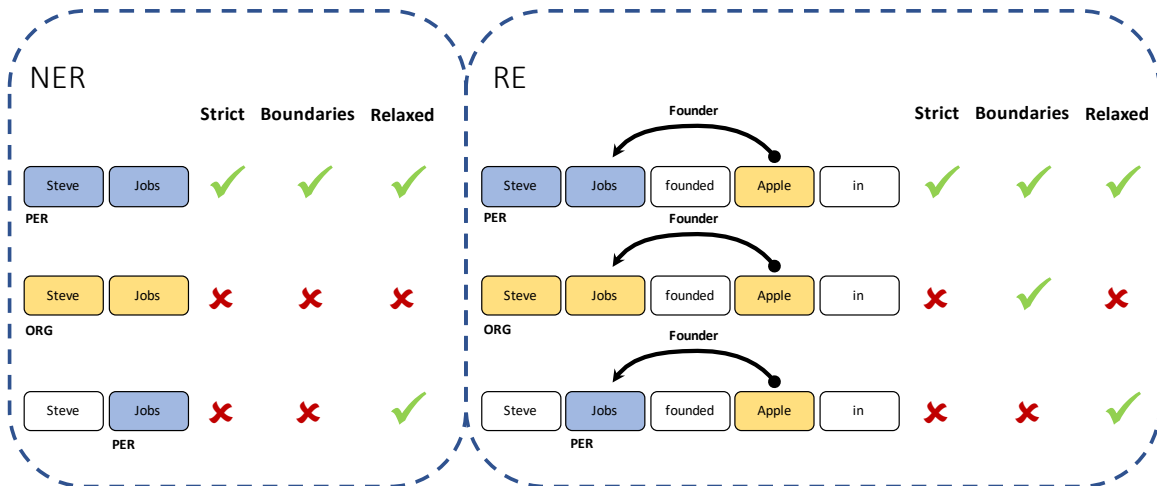 NER
Strict Boundaries Relaxed
Steve Jobs
PER
Steve Jobs
ORG
Steve Jobs
PER
RE
Strict Boundaries Relaxed
Founder
Steve Jobs founded Apple in
PER
Founder
Steve Jobs founded Apple in
ORG
Founder
Steve Jobs founded Apple in
PER